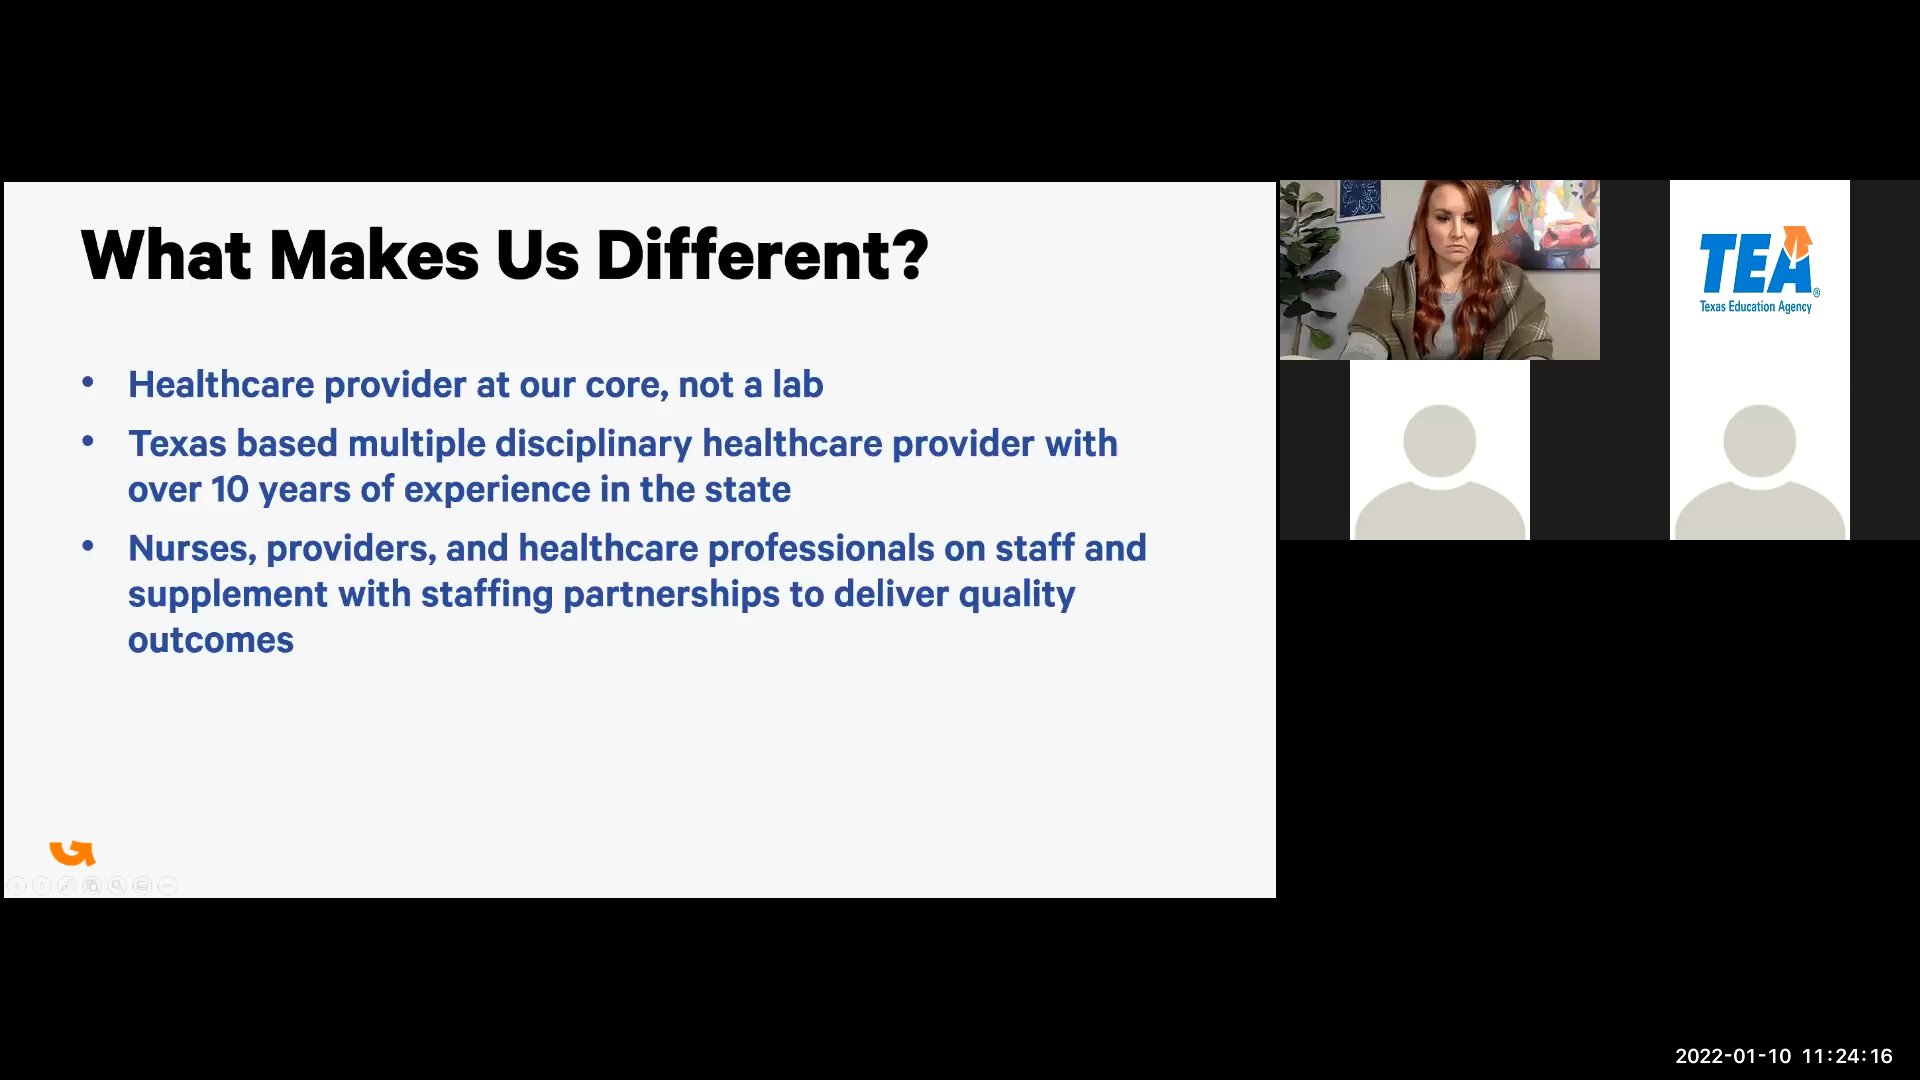 What Makes Us Different?
• Healthcare provider at our core, not a lab
• Texas based multiple disciplinary healthcare provider with
over 10 years of experience in the state
• Nurses, providers, and healthcare professionals on staff and
supplement with staffing partnerships to deliver quality
outcomes
TEA®
Texas Education Agency
2022-01-10 11:24:16